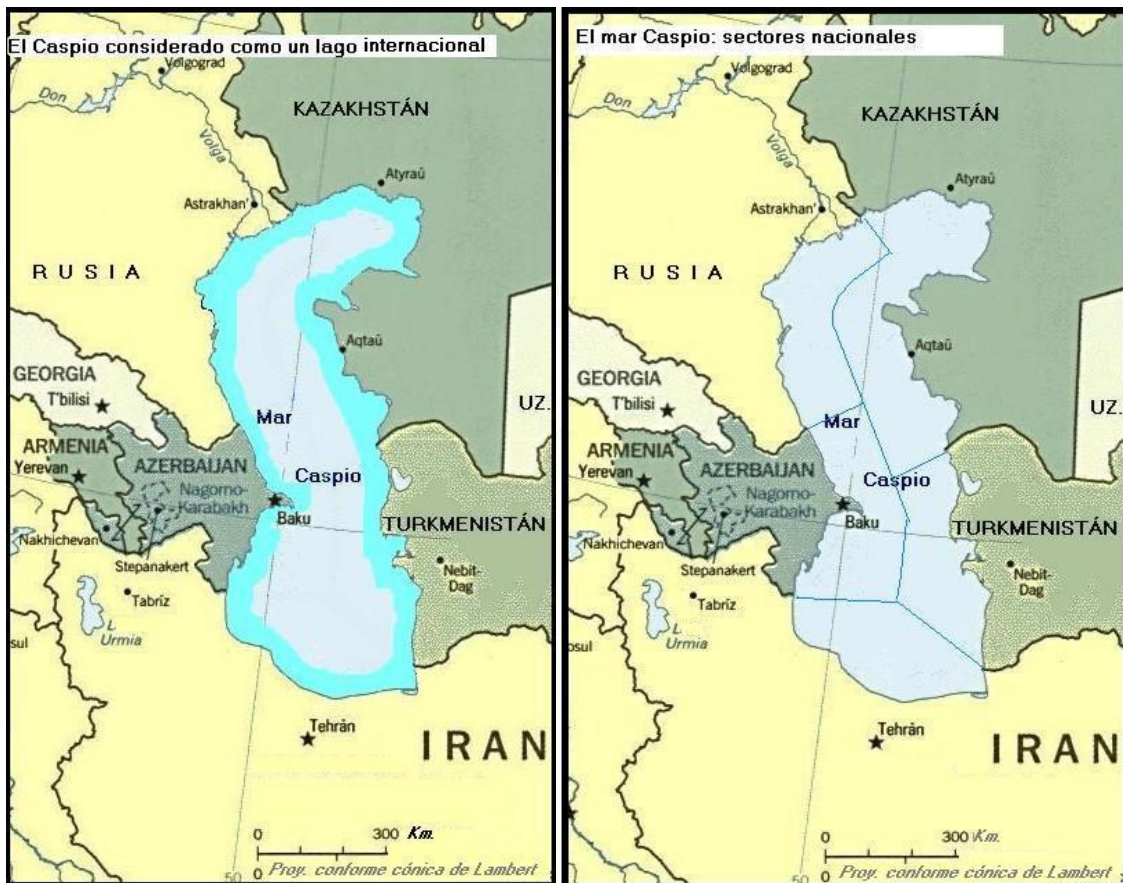 El Caspio considerado como un lago internacional
Volgograd
Don
Volga
KAZAKHSTÁN
Atyraū
Astrakhan'
RUSIA
Aqtaū
GEORGIA
T'bilisi
UZ.
Mar
ARMENIA
Yerevan
AZERBAIJAN
Caspio
Nagorno-
Karabakh
Baku
TURKMENISTÁN
Nakhichevan
Stepanakert
Nebit-
Dag
Tabrīz
L.
Urmia
osul
Tehrān
IRAN
0 300 Km.
Proy. conforme cónica de Lambert
50
El mar Caspio: sectores nacionales
Volgograd
Don
Volga
KAZAKHSTÁN
Atyraū
Astrakhan'
RUSIA
Aqtaū
GEORGIA
T'bilisi
UZ.
Mar
ARMENIA
Yerevan
AZERBAIJAN
Caspio
Nagorno-
Karabakh
Baku
TURKMENISTÁN
Nakhichevan
Stepanakert
Nebit-
Dag
Tabrīz
L.
Urmia
osul
Tehrān
IRAN
0 300 Km.
Proy. conforme cónica de Lambert
50